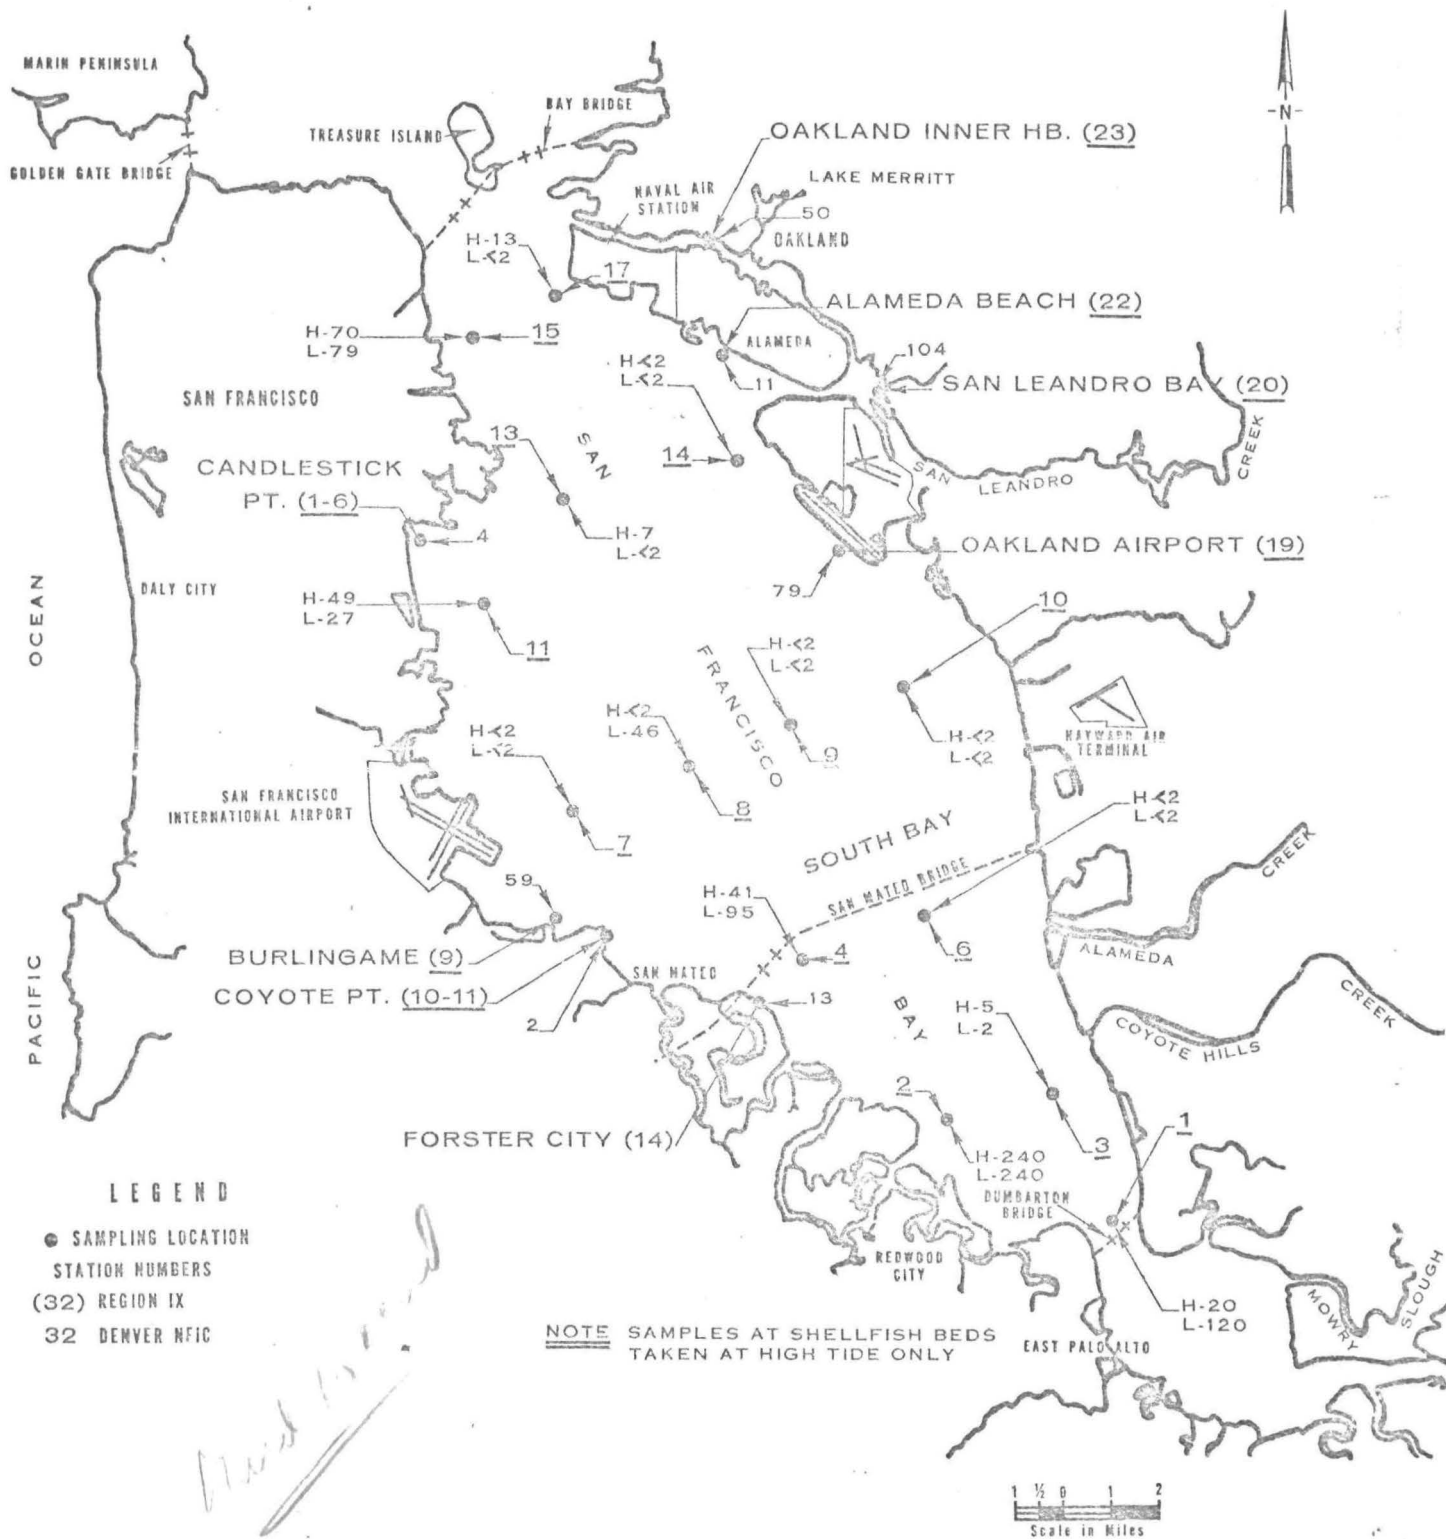 MARIN PENINSULA
GOLDEN GATE BRIDGE
TREASURE ISLAND
BAY BRIDGE
OAKLAND INNER HB. (23)
LAKE MERRITT
NAVAL AIR
STATION
50
OAKLAND
N
H-13
L-<2
17
ALAMEDA BEACH (22)
H-70
L-79
15
ALAMEDA
11
104
SAN LEANDRO BAY (20)
H-<2
L-<2
14
SAN FRANCISCO
13
H-7
L-<2
SAN
CANDLESTICK
PT. (1-6)
4
SAN LEANDRO CREEK
OAKLAND AIRPORT (19)
79
DALY CITY
H-49
L-27
11
10
H-<2
L-<2
H-<2
L-<2
9
FRANCISCO
H-<2
L-46
8
H-<2
L-<2
7
HAYWARD AIR
TERMINAL
PACIFIC OCEAN
SAN FRANCISCO
INTERNATIONAL AIRPORT
H-<2
L-<2
6
SOUTH BAY
SAN MATEO BRIDGE
59
H-41
L-95
4
BURLINGAME (9)
COYOTE PT. (10-11)
2
SAN MATEO
13
ALAMEDA CREEK
COYOTE HILLS CREEK
BAY
H-5
L-2
3
2
H-240
L-240
1
FORSTER CITY (14)
DUMBARTON
BRIDGE
REDWOOD
CITY
H-20
L-120
MOWRY SLOUGH
EAST PALO ALTO
LEGEND
SAMPLING LOCATION
STATION NUMBERS
(32) REGION IX
32 DENVER NFIC
NOTE SAMPLES AT SHELLFISH BEDS
TAKEN AT HIGH TIDE ONLY
1 ½ 0 1 2
Scale in Miles